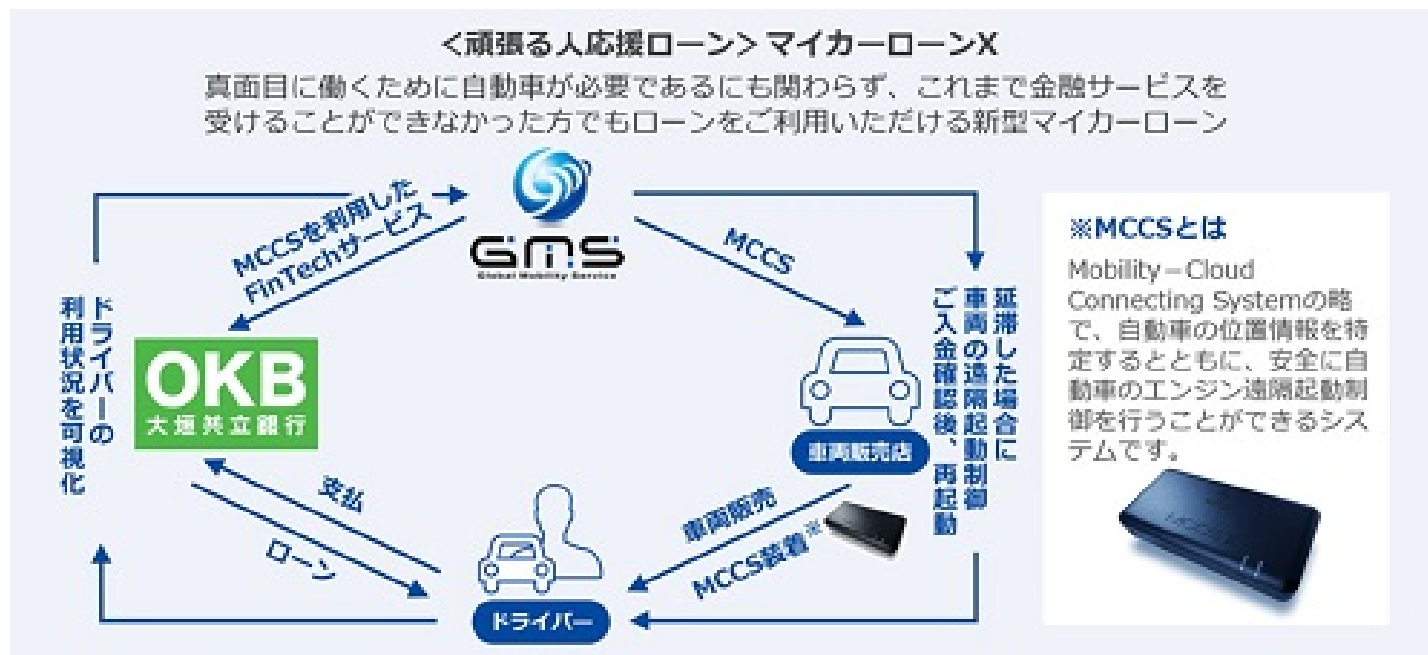 <頑張る人応援ローン> マイカーローンX
真面目に働くために自動車が必要であるにも関わらず、これまで金融サービスを
受けることができなかった方でもローンをご利用いただける新型マイカーローン
MCCSを利用した
FinTechサービス
GMS
Global Mobility Service
MCCS
ドライバーの
利用状況を可視化
OKB
大垣共立銀行
車両販売店
延滞した場合に
車両の遠隔起動制御
ご入金確認後、再起動
支払
ローン
車両販売
MCCS装着※
ドライバー
※MCCSとは
Mobility－Cloud
Connecting Systemの略
で、自動車の位置情報を特
定するとともに、安全に自
動車のエンジン遠隔起動制
御を行うことができるシス
テムです。
MCCS